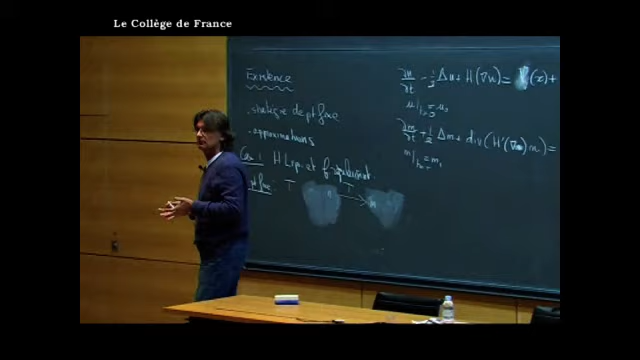 Le Collège de France
Existence
. stratégie de pt fixe
. approximations
Cas 1 : H Lip. et f régularisant
pt fixe : T
T
∂u/∂t - 1/2 Δu + H(∇u) = (x) +
u/t=0 = u0
∂m/∂t + 1/2 Δm + div(H'(∇u)m) =